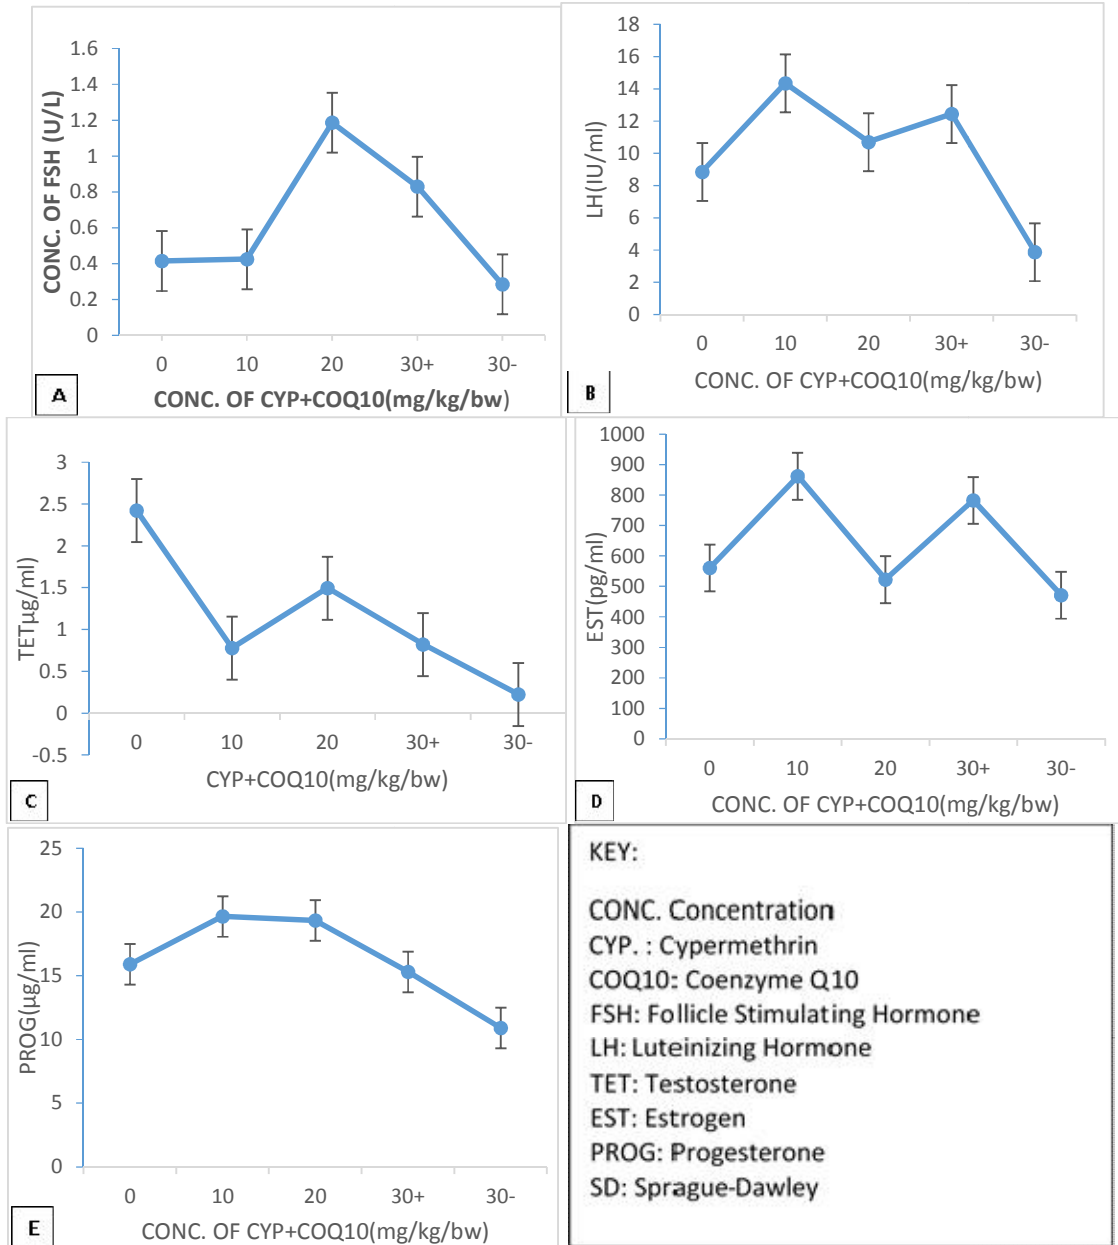 1.6
1.4
1.2
1
0.8
0.6
0.4
0.2
0
CONC. OF FSH (U/L)
0 10 20 30+ 30-
CONC. OF CYP+COQ10(mg/kg/bw)
A
18
16
14
12
10
8
6
4
2
0
LH(IU/ml)
0 10 20 30+ 30-
CONC. OF CYP+COQ10(mg/kg/bw)
B
3
2.5
2
1.5
1
0.5
0
-0.5
TETµg/ml)
0 10 20 30+ 30-
CYP+COQ10(mg/kg/bw)
C
1000
900
800
700
600
500
400
300
200
100
0
EST(pg/ml)
0 10 20 30+ 30-
CONC. OF CYP+COQ10(mg/kg/bw)
D
25
20
15
10
5
0
PROG(µg/ml)
0 10 20 30+ 30-
CONC. OF CYP+COQ10(mg/kg/bw)
E
KEY:
CONC. Concentration
CYP. : Cypermethrin
COQ10: Coenzyme Q10
FSH: Follicle Stimulating Hormone
LH: Luteinizing Hormone
TET: Testosterone
EST: Estrogen
PROG: Progesterone
SD: Sprague-Dawley